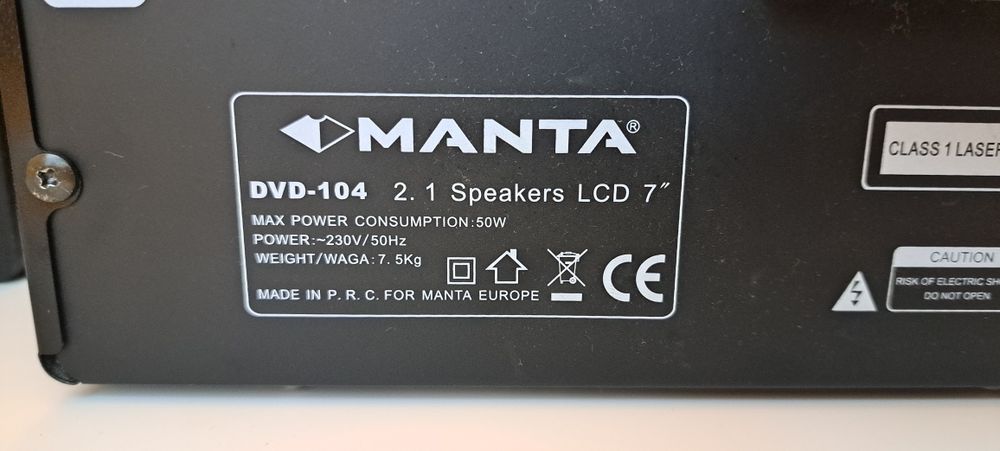 MANTA®
DVD-104 2.1 Speakers LCD 7″
MAX POWER CONSUMPTION:50W
POWER:~230V/50Hz
WEIGHT/WAGA:7.5Kg
CE
MADE IN P.R.C.FOR MANTA EUROPE
CLASS 1 LASER
CAUTION
RISK OF ELECTRIC
DO NOT OPEN